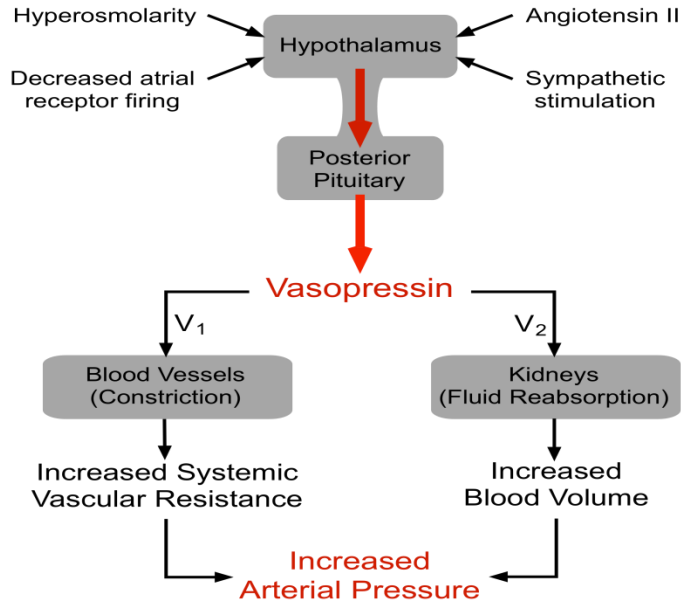 Hyperosmolarity
Hypothalamus
Angiotensin II
Decreased atrial
receptor firing
Sympathetic
stimulation
Posterior
Pituitary
Vasopressin
V1
V2
Blood Vessels
(Constriction)
Kidneys
(Fluid Reabsorption)
Increased Systemic
Vascular Resistance
Increased
Blood Volume
Increased
Arterial Pressure